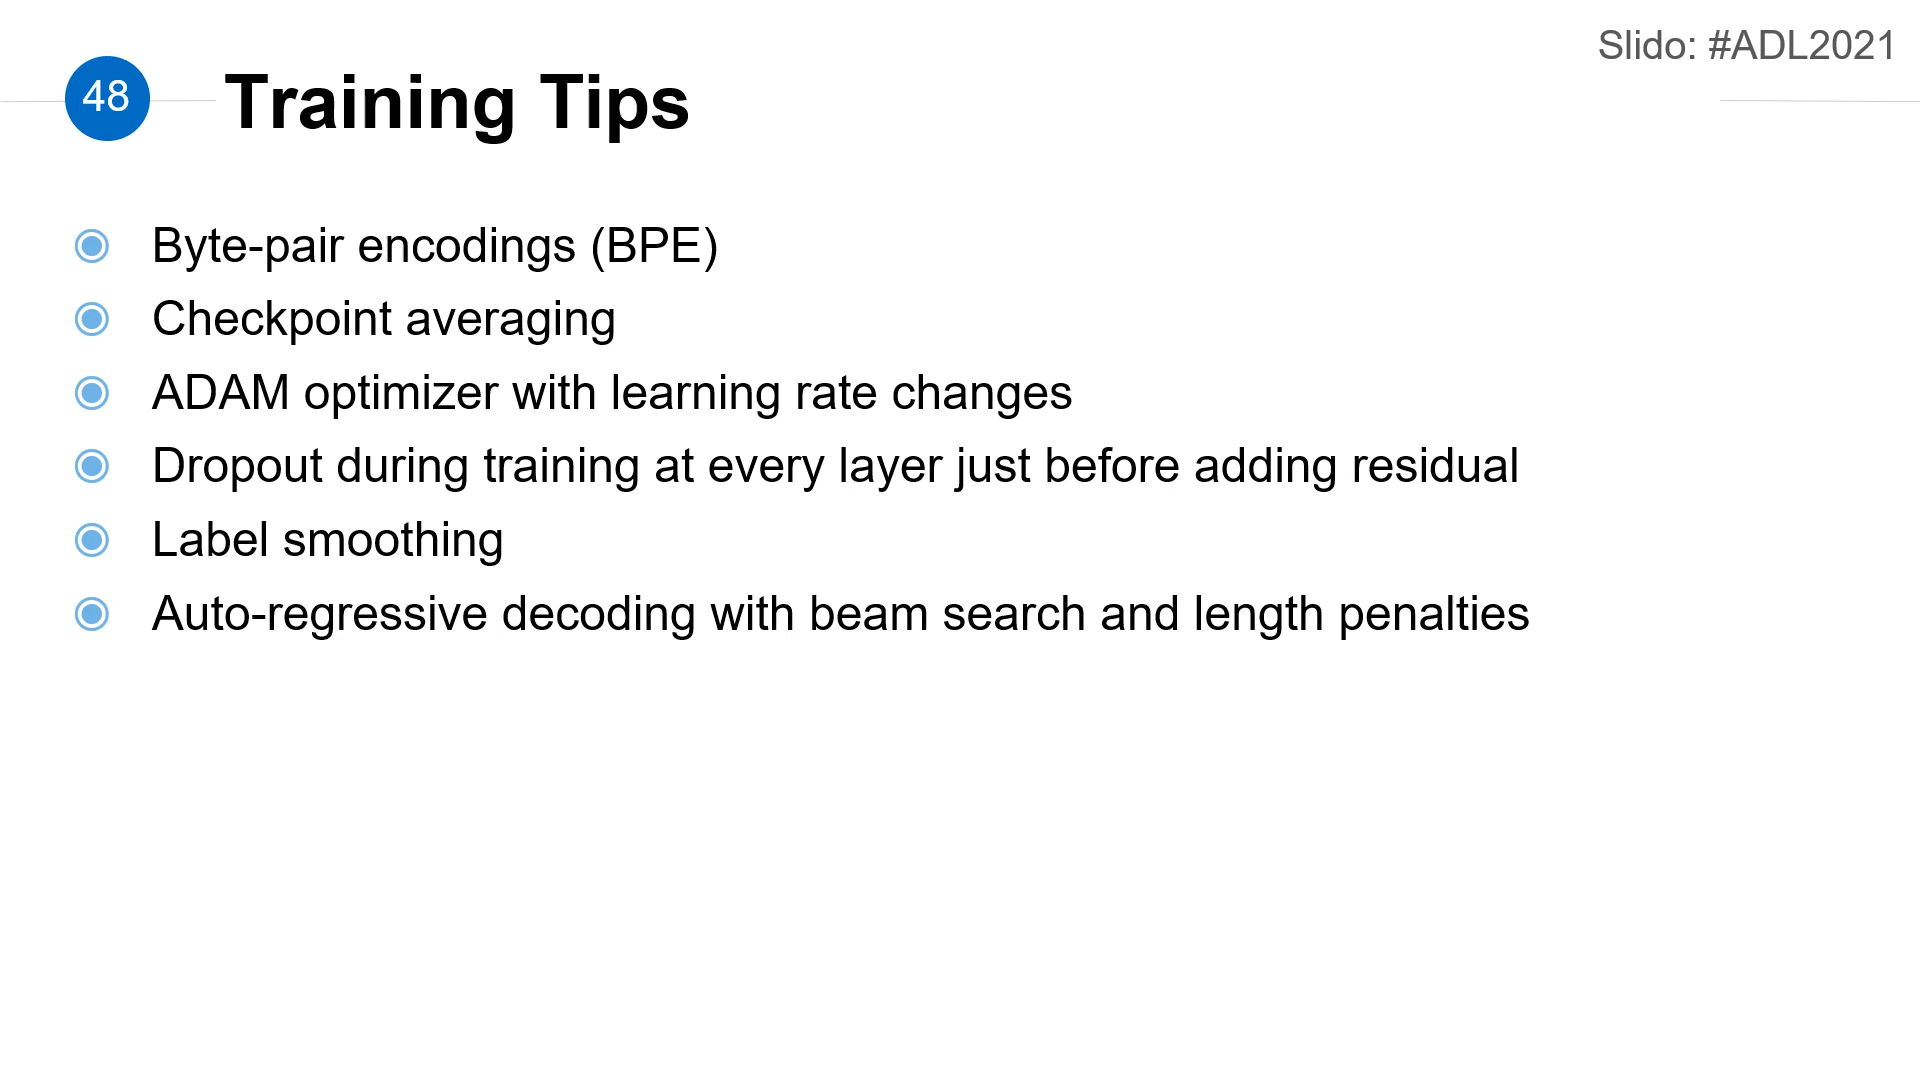 Slido: #ADL2021
48
Training Tips
Byte-pair encodings (BPE)
Checkpoint averaging
ADAM optimizer with learning rate changes
Dropout during training at every layer just before adding residual
Label smoothing
Auto-regressive decoding with beam search and length penalties